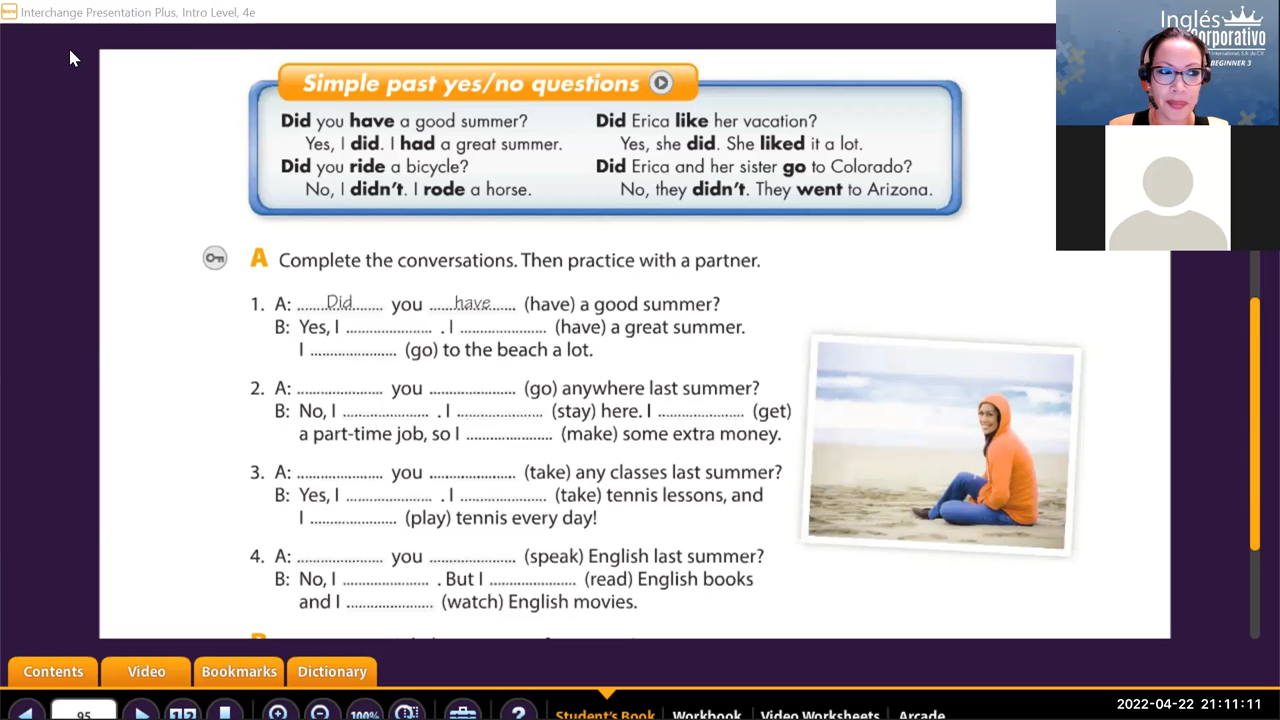 Interchange Presentation Plus, Intro Level, 4e
Inglés
Corporativo
International, S.A. de C.V.
BEGINNER 3
Simple past yes/no questions
Did you have a good summer?
Yes, I did. I had a great summer.
Did you ride a bicycle?
No, I didn't. I rode a horse.
Did Erica like her vacation?
Yes, she did. She liked it a lot.
Did Erica and her sister go to Colorado?
No, they didn't. They went to Arizona.
A Complete the conversations. Then practice with a partner.
1. A: Did you have (have) a good summer?
B: Yes, I ..................... . I ..................... (have) a great summer.
I ..................... (go) to the beach a lot.
2. A: ..................... you ..................... (go) anywhere last summer?
B: No, I ..................... . I ..................... (stay) here. I ..................... (get)
a part-time job, so I ..................... (make) some extra money.
3. A: ..................... you ..................... (take) any classes last summer?
B: Yes, I ..................... . I ..................... (take) tennis lessons, and
I ..................... (play) tennis every day!
4. A: ..................... you ..................... (speak) English last summer?
B: No, I ..................... . But I ..................... (read) English books
and I ..................... (watch) English movies.
Contents
Video
Bookmarks
Dictionary
95
100%
?
Student's Book
Workbook
Video Worksheets
Arcade
2022-04-22 21:11:11